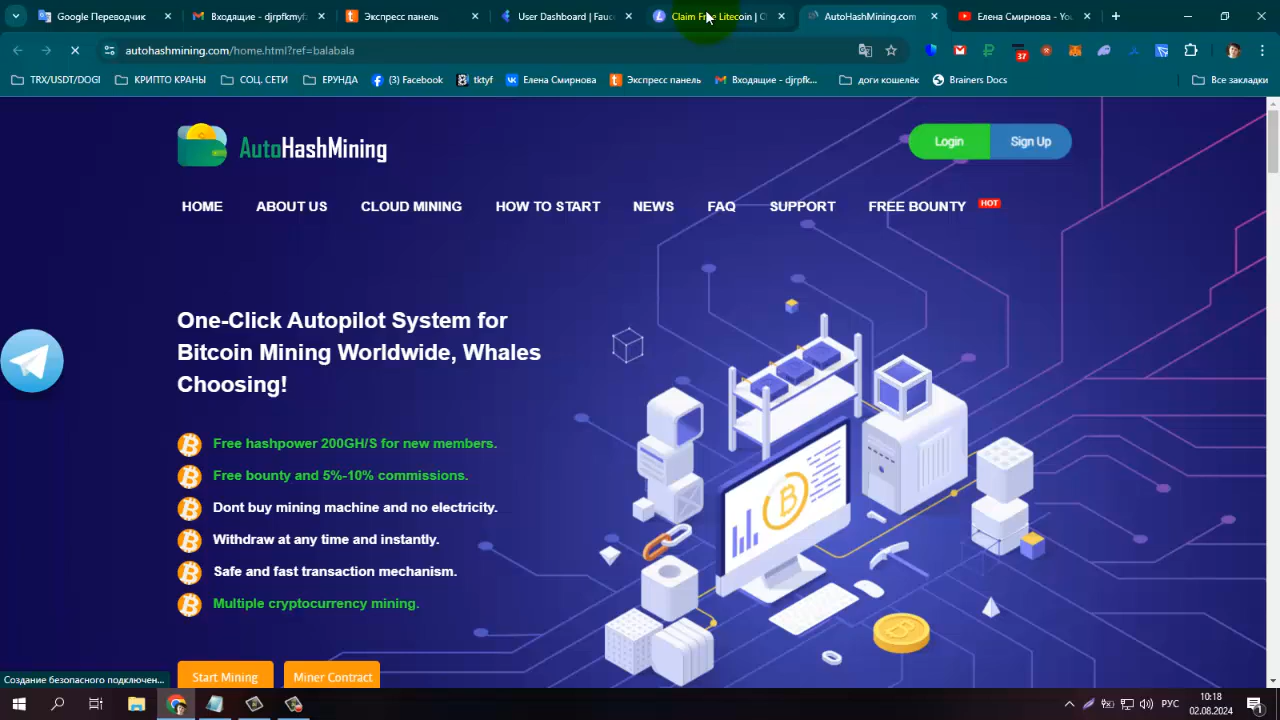 Google Переводчик
Входящие - djrpfkmyf
Экспресс панель
User Dashboard | Fauc
Claim Free Litecoin | C
AutoHashMining.com
Елена Смирнова - You
autohashmining.com/home.html?ref=balabala
37
TRX/USDT/DOGI
КРИПТО КРАНЫ
СОЦ. СЕТИ
ЕРУНДА
(3) Facebook
tktyf
Елена Смирнова
Экспресс панель
Входящие - djrpfk...
доги кошелёк
Brainers Docs
Все закладки
AutoHashMining
Login
Sign Up
HOME
ABOUT US
CLOUD MINING
HOW TO START
NEWS
FAQ
SUPPORT
FREE BOUNTY
HOT
One-Click Autopilot System for
Bitcoin Mining Worldwide, Whales
Choosing!
Free hashpower 200GH/S for new members.
Free bounty and 5%-10% commissions.
Dont buy mining machine and no electricity.
Withdraw at any time and instantly.
Safe and fast transaction mechanism.
Multiple cryptocurrency mining.
Start Mining
Miner Contract
Создание безопасного подключен...
РУС
10:18
02.08.2024
1